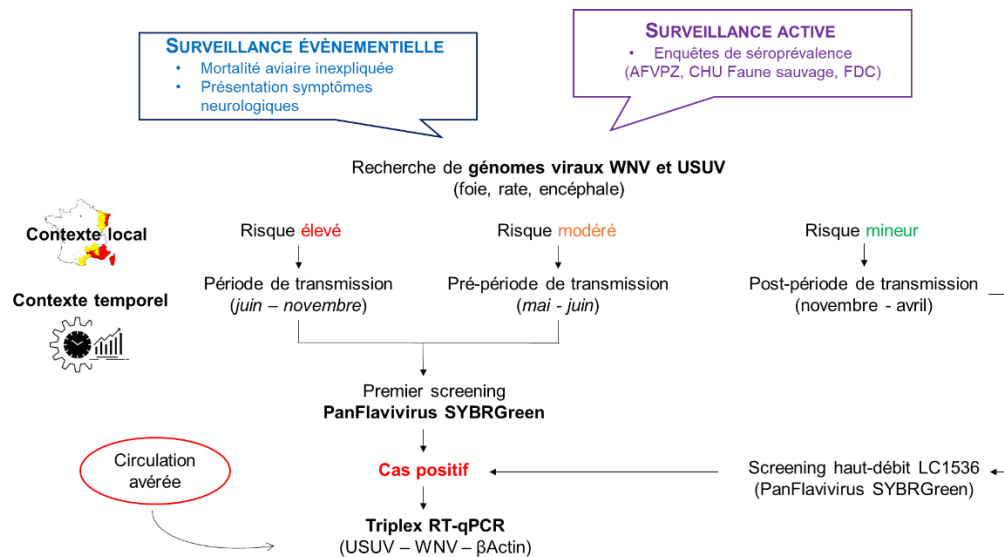 SURVEILLANCE ÉVÈNEMENTIELLE
• Mortalité aviaire inexpliquée
• Présentation symptômes
neurologiques
SURVEILLANCE ACTIVE
• Enquêtes de séroprévalence
(AFVPZ, CHU Faune sauvage, FDC)
Recherche de génomes viraux WNV et USUV
(foie, rate, encéphale)
Contexte local
Risque élevé
Risque modéré
Risque mineur
Contexte temporel
Période de transmission
(juin – novembre)
Pré-période de transmission
(mai - juin)
Post-période de transmission
(novembre - avril)
Premier screening
PanFlavivirus SYBRGreen
Circulation
avérée
Cas positif
Screening haut-débit LC1536
(PanFlavivirus SYBRGreen)
Triplex RT-qPCR
(USUV – WNV – βActin)